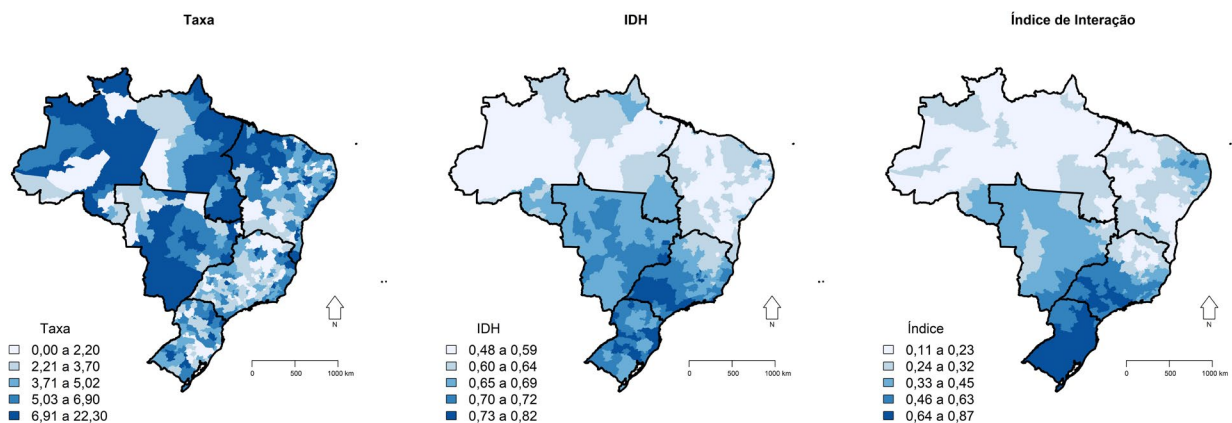 Taxa
Taxa
0,00 a 2,20
2,21 a 3,70
3,71 a 5,02
5,03 a 6,90
6,91 a 22,30
N
0 500 1000 km
IDH
IDH
0,48 a 0,59
0,60 a 0,64
0,65 a 0,69
0,70 a 0,72
0,73 a 0,82
N
0 500 1000 km
Índice de Interação
Índice
0,11 a 0,23
0,24 a 0,32
0,33 a 0,45
0,46 a 0,63
0,64 a 0,87
N
0 500 1000 km